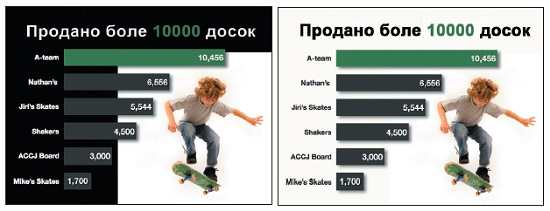 Продано боле 10000 досок
A-team 10,456
Nathan's 6,556
Jiri's Skates 5,544
Shakers 4,500
ACCJ Board 3,000
Mike's Skates 1,700
Продано боле 10000 досок
A-team 10,456
Nathan's 6,556
Jiri's Skates 5,544
Shakers 4,500
ACCJ Board 3,000
Mike's Skates 1,700